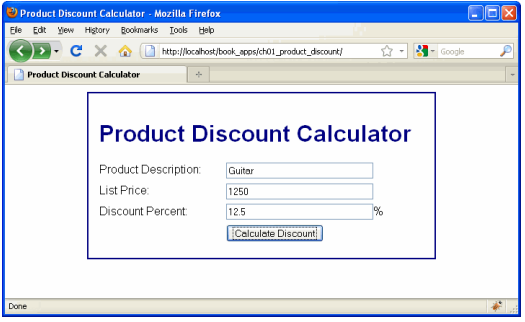 Product Discount Calculator - Mozilla Firefox
File Edit View History Bookmarks Tools Help
http://localhost/book_apps/ch01_product_discount/ Google
Product Discount Calculator
Product Discount Calculator
Product Description: Guitar
List Price: 1250
Discount Percent: 12.5 %
Calculate Discount
Done